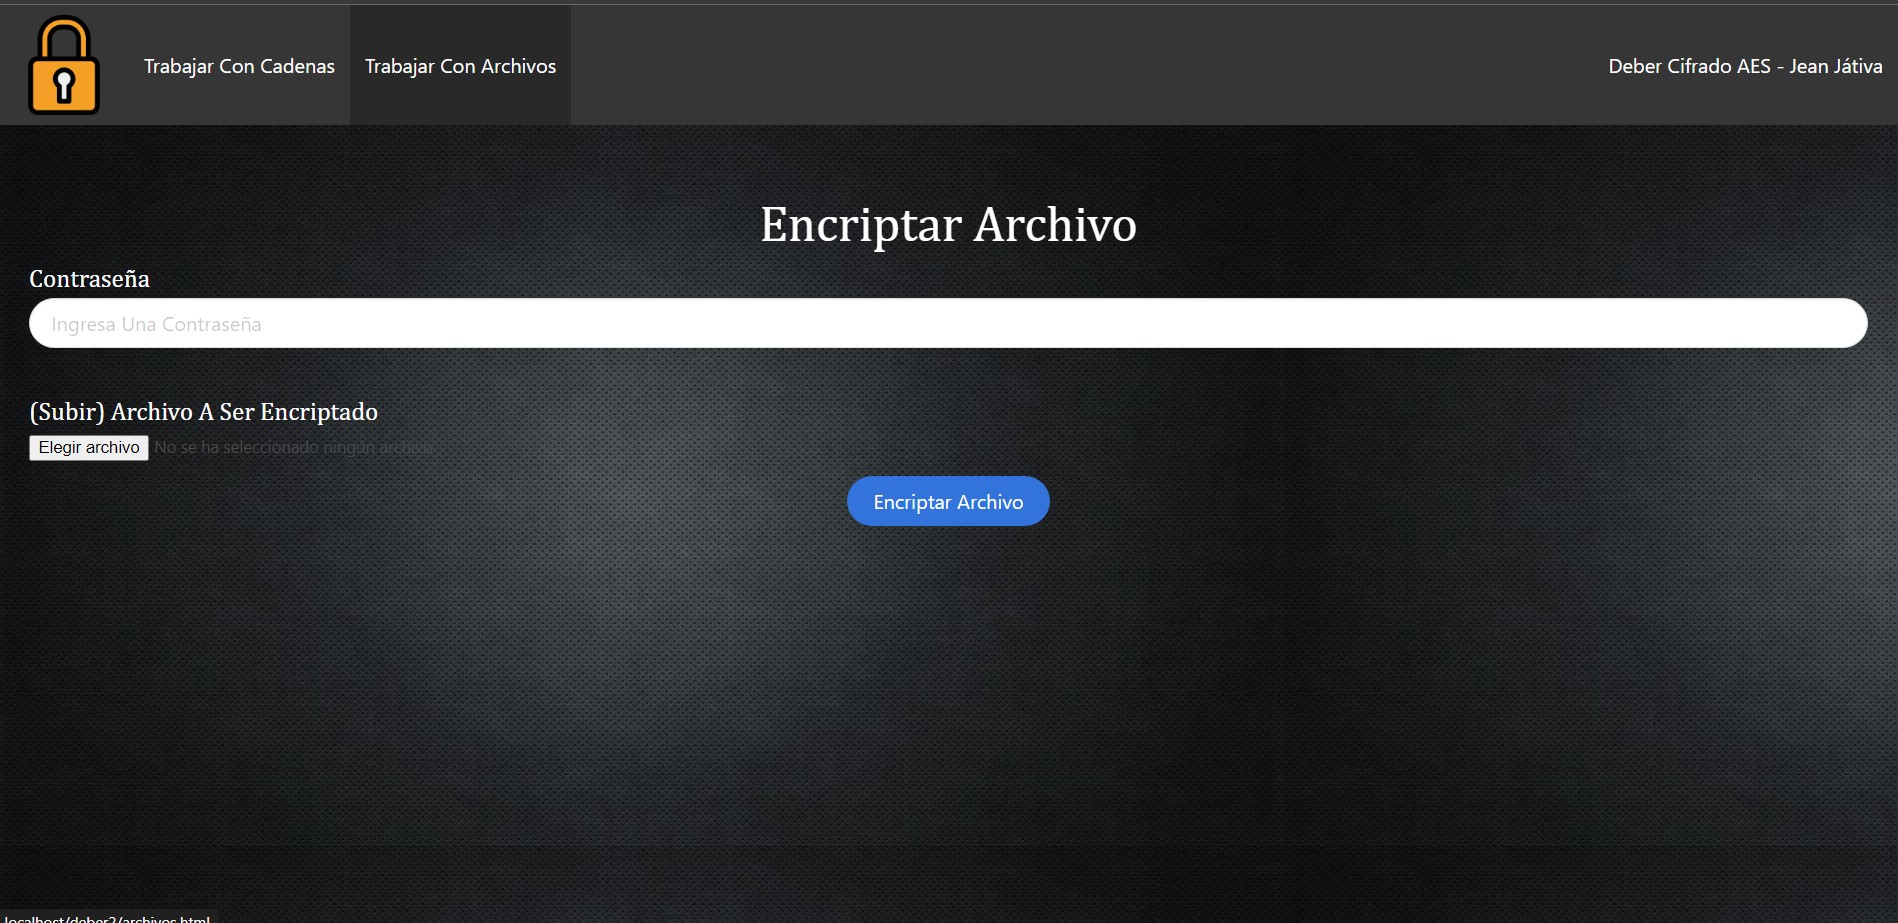 Trabajar Con Cadenas
Trabajar Con Archivos
Deber Cifrado AES - Jean Játiva
Encriptar Archivo
Contraseña
Ingresa Una Contraseña
(Subir) Archivo A Ser Encriptado
Elegir archivo No se ha seleccionado ningún archivo
Encriptar Archivo
localhost/deber2/archivos.html